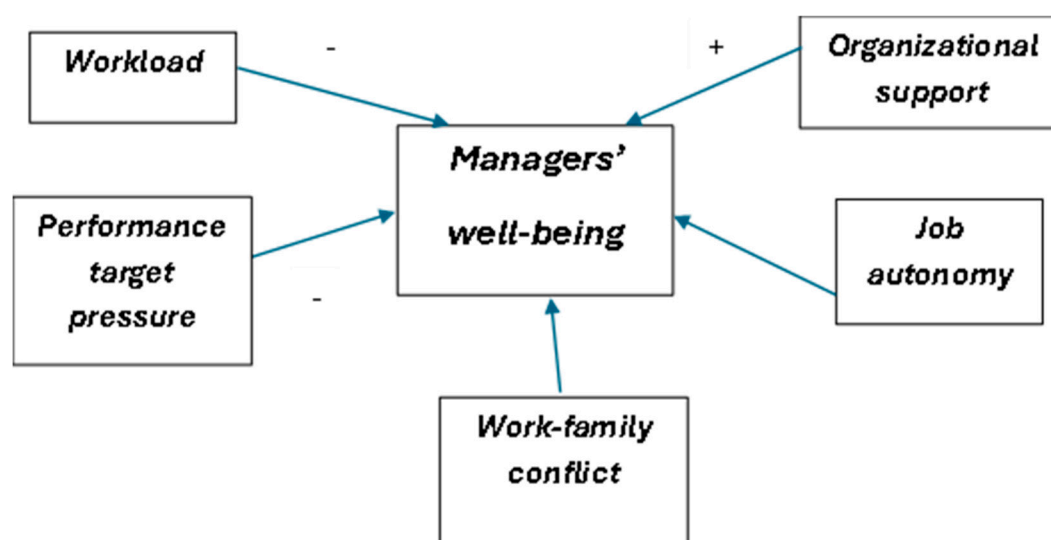 Workload
-
+
Organizational
support
Managers’
well-being
Performance
target
pressure
-
Job
autonomy
Work-family
conflict